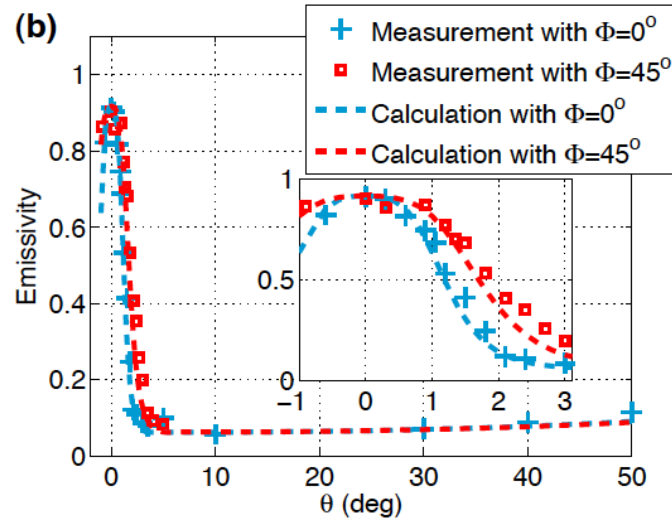 (b)
Measurement with Φ=0°
Measurement with Φ=45°
Calculation with Φ=0°
Calculation with Φ=45°
Emissivity
1
0.8
0.6
0.4
0.2
0
0 10 20 30 40 50
θ (deg)
1
0.5
0
−1 0 1 2 3